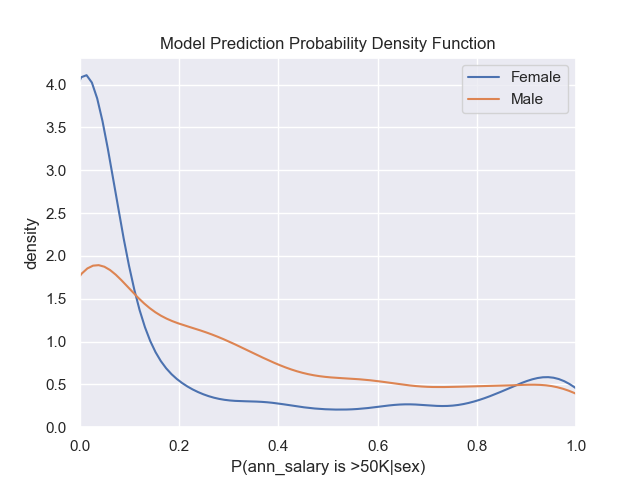 Model Prediction Probability Density Function
Female
Male
4.0
3.5
3.0
2.5
2.0
1.5
1.0
0.5
0.0
density
0.0 0.2 0.4 0.6 0.8 1.0
P(ann_salary is >50K|sex)